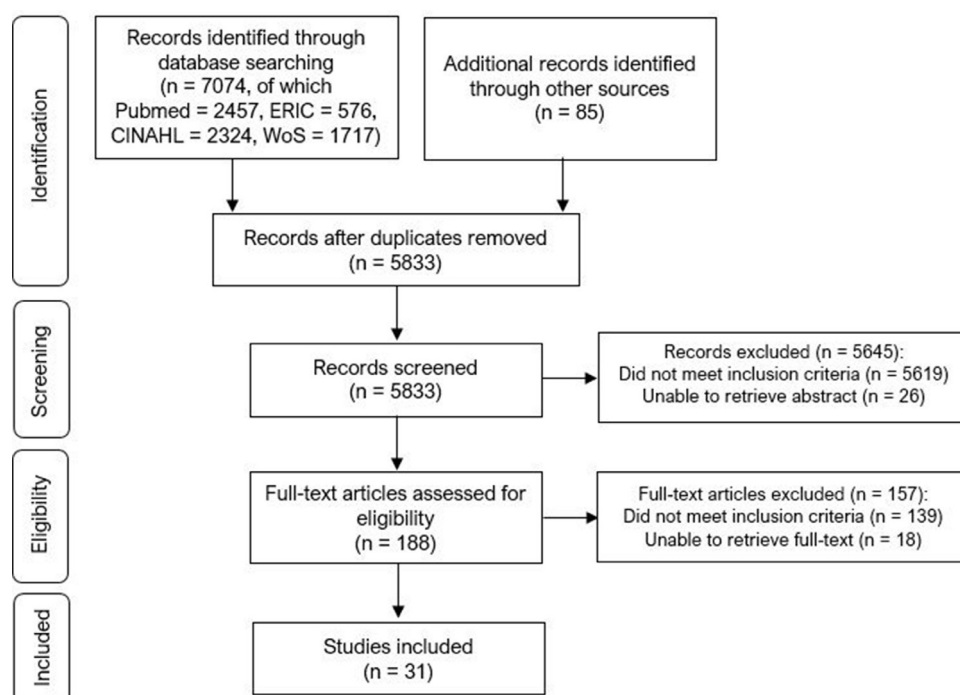 Identification
Records identified through
database searching
(n = 7074, of which
Pubmed = 2457, ERIC = 576,
CINAHL = 2324, WoS = 1717)
Additional records identified
through other sources
(n = 85)
Records after duplicates removed
(n = 5833)
Screening
Records screened
(n = 5833)
Records excluded (n = 5645):
Did not meet inclusion criteria (n = 5619)
Unable to retrieve abstract (n = 26)
Eligibility
Full-text articles assessed for
eligibility
(n = 188)
Full-text articles excluded (n = 157):
Did not meet inclusion criteria (n = 139)
Unable to retrieve full-text (n = 18)
Included
Studies included
(n = 31)